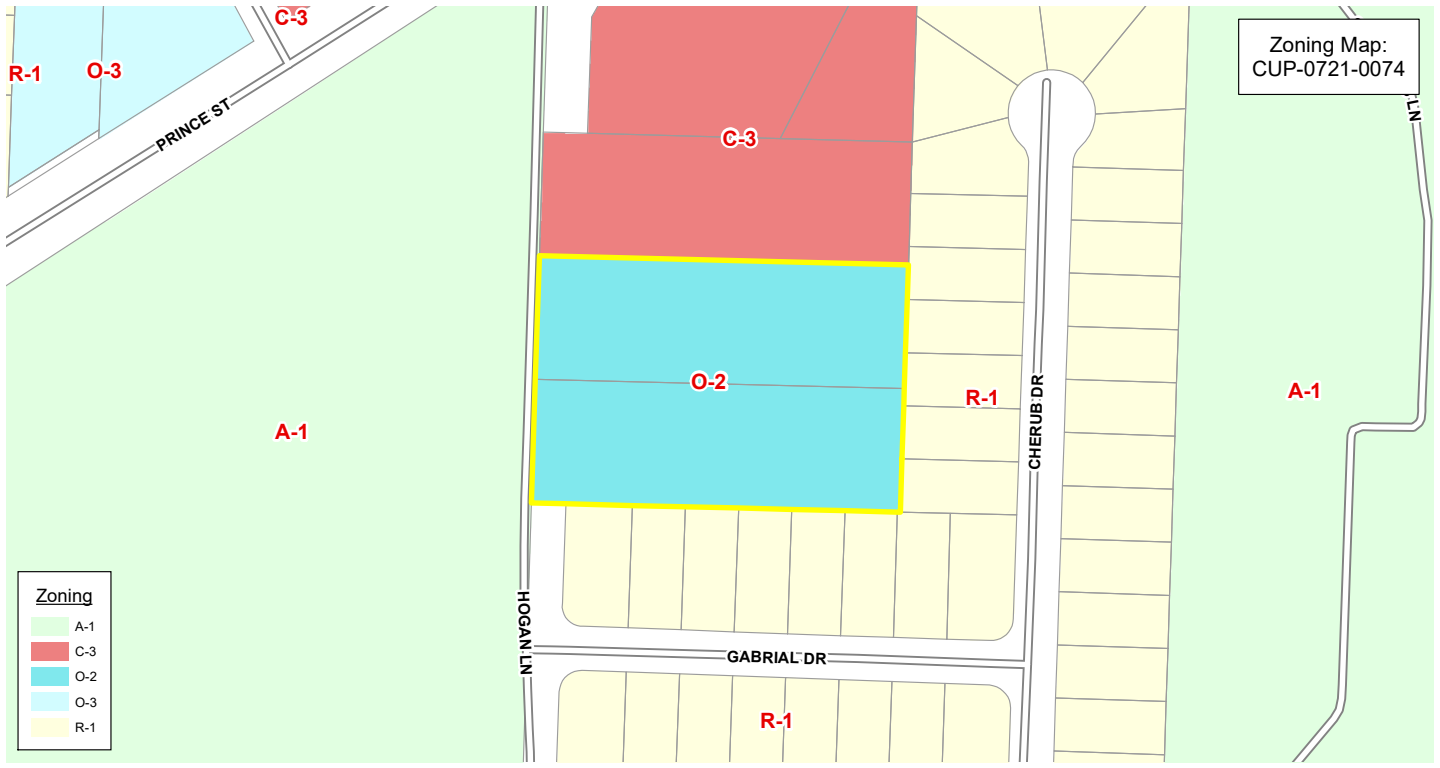 C-3
Zoning Map:
CUP-0721-0074
R-1
O-3
LN
PRINCE ST
C-3
O-2
R-1
CHERUB DR
A-1
A-1
HOGAN LN
GABRIAL DR
R-1
Zoning
A-1
C-3
O-2
O-3
R-1